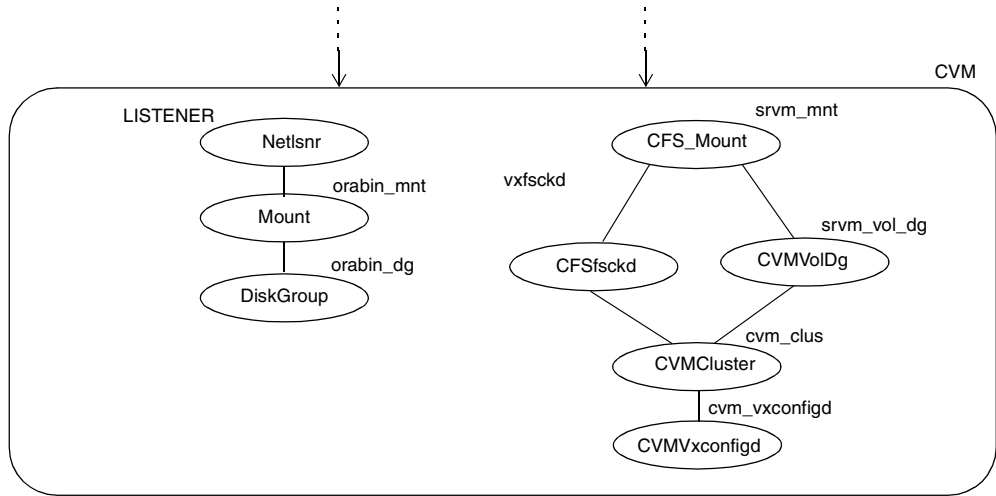 CVM
LISTENER
srvm_mnt
Netlsnr
CFS_Mount
vxfsckd
orabin_mnt
Mount
srvm_vol_dg
orabin_dg
CFSfsckd
CVMVolDg
DiskGroup
cvm_clus
CVMCluster
cvm_vxconfigd
CVMVxconfigd